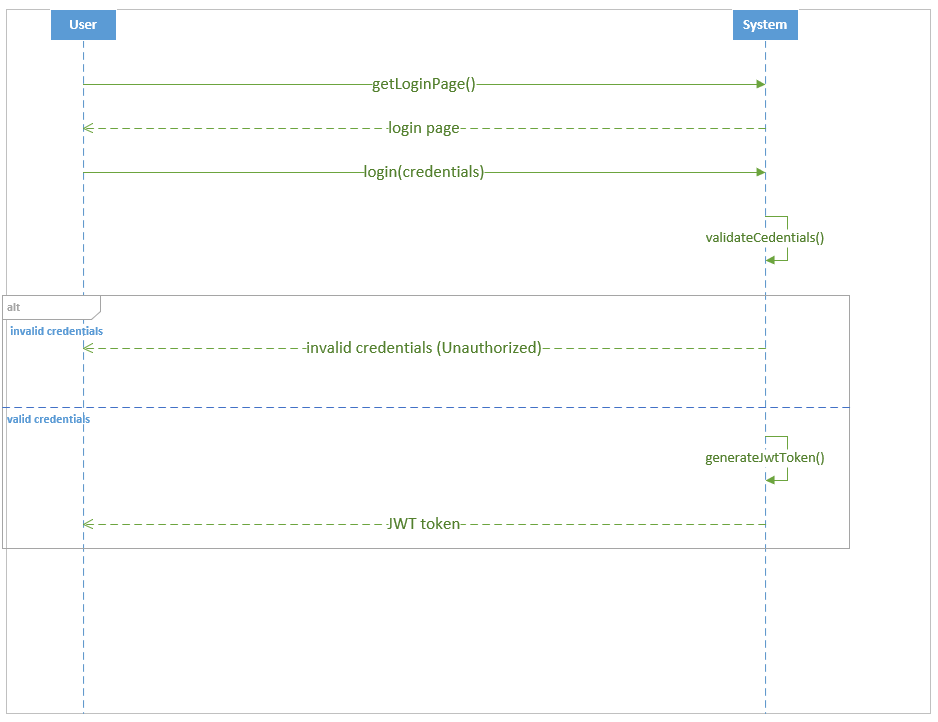 User
System
getLoginPage()
login page
login(credentials)
validateCedentials()
alt
invalid credentials
invalid credentials (Unauthorized)
valid credentials
generateJwtToken()
JWT token